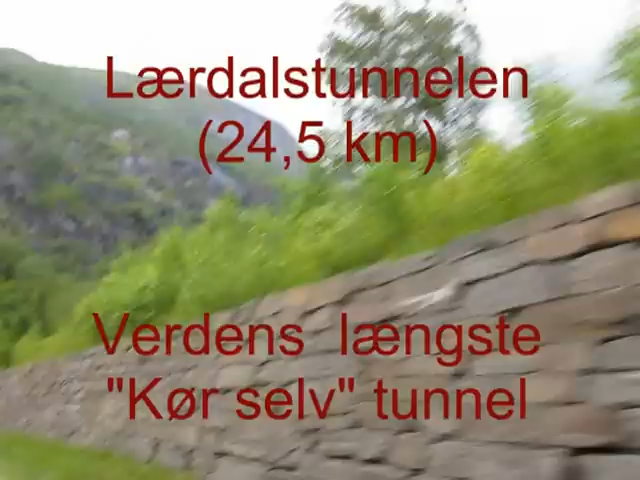 Lærdalstunnelen
(24,5 km)
Verdens længste
"Kør selv" tunnel